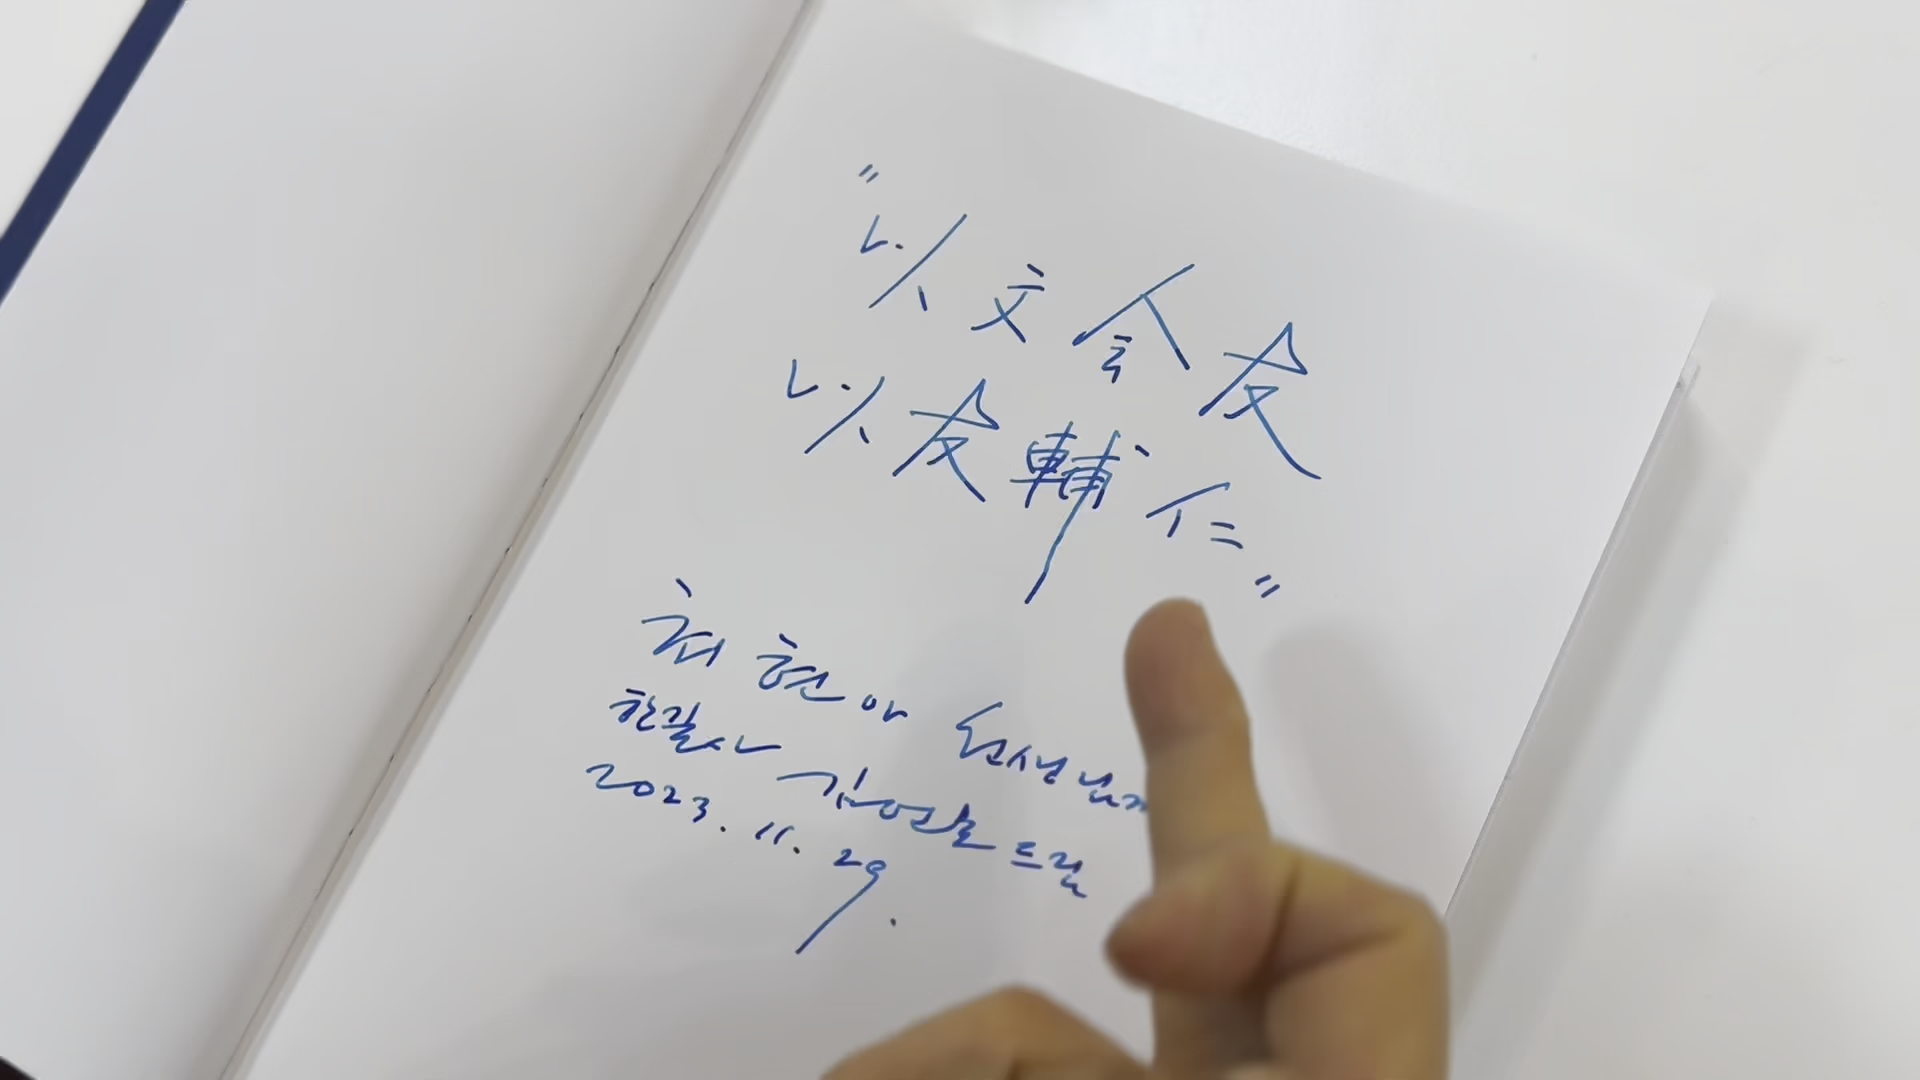 "以文会友
以友輔仁"
최현아 선생님께
한길사 김언호 드림
2023. 11. 29.